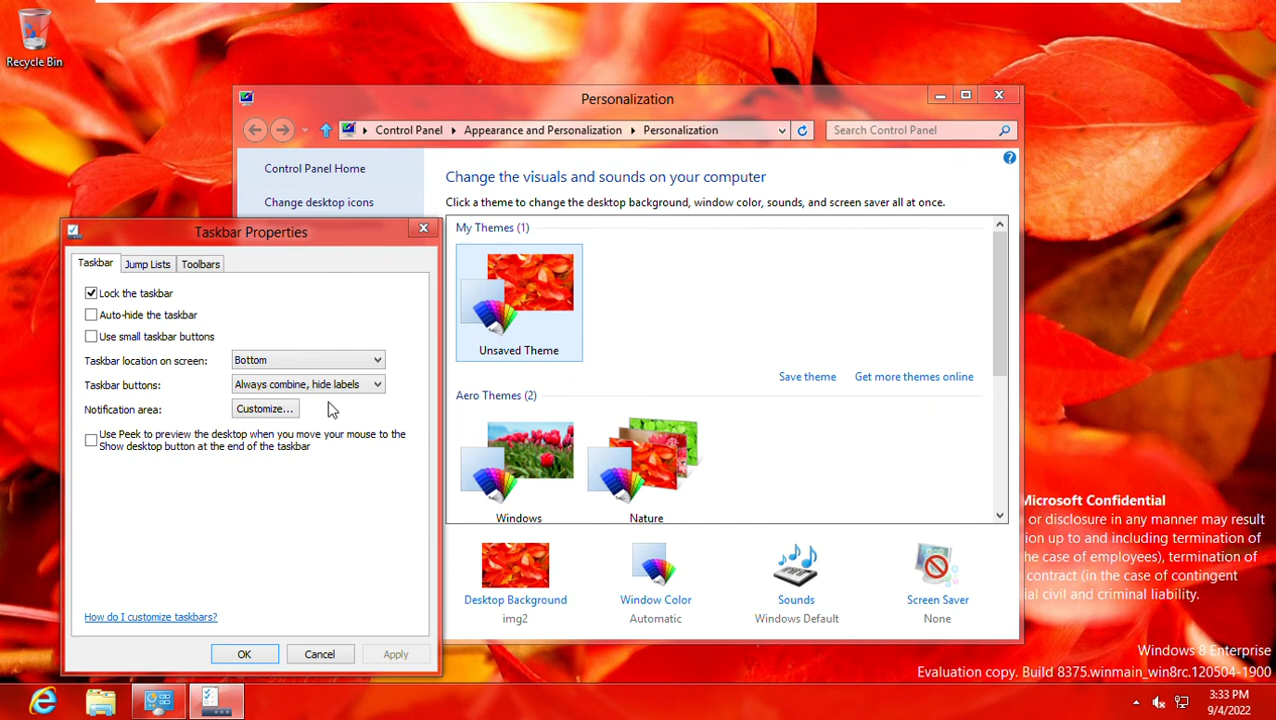 Recycle Bin
Personalization
Control Panel
Appearance and Personalization
Personalization
Search Control Panel
Control Panel Home
Change desktop icons
Change the visuals and sounds on your computer
Click a theme to change the desktop background, window color, sounds, and screen saver all at once.
My Themes (1)
Unsaved Theme
Save theme
Get more themes online
Aero Themes (2)
Windows
Nature
Desktop Background
img2
Window Color
Automatic
Sounds
Windows Default
Screen Saver
None
Taskbar Properties
Taskbar
Jump Lists
Toolbars
Lock the taskbar
Auto-hide the taskbar
Use small taskbar buttons
Taskbar location on screen:
Bottom
Taskbar buttons:
Always combine, hide labels
Notification area:
Customize...
Use Peek to preview the desktop when you move your mouse to the
Show desktop button at the end of the taskbar
How do I customize taskbars?
OK
Cancel
Apply
Microsoft Confidential
or disclosure in any manner may result
ion up to and including termination of
he case of employees), termination of
contract (in the case of contingent
ial civil and criminal liability.
Windows 8 Enterprise
Evaluation copy. Build 8375.winmain_win8rc.120504-1900
3:33 PM
9/4/2022